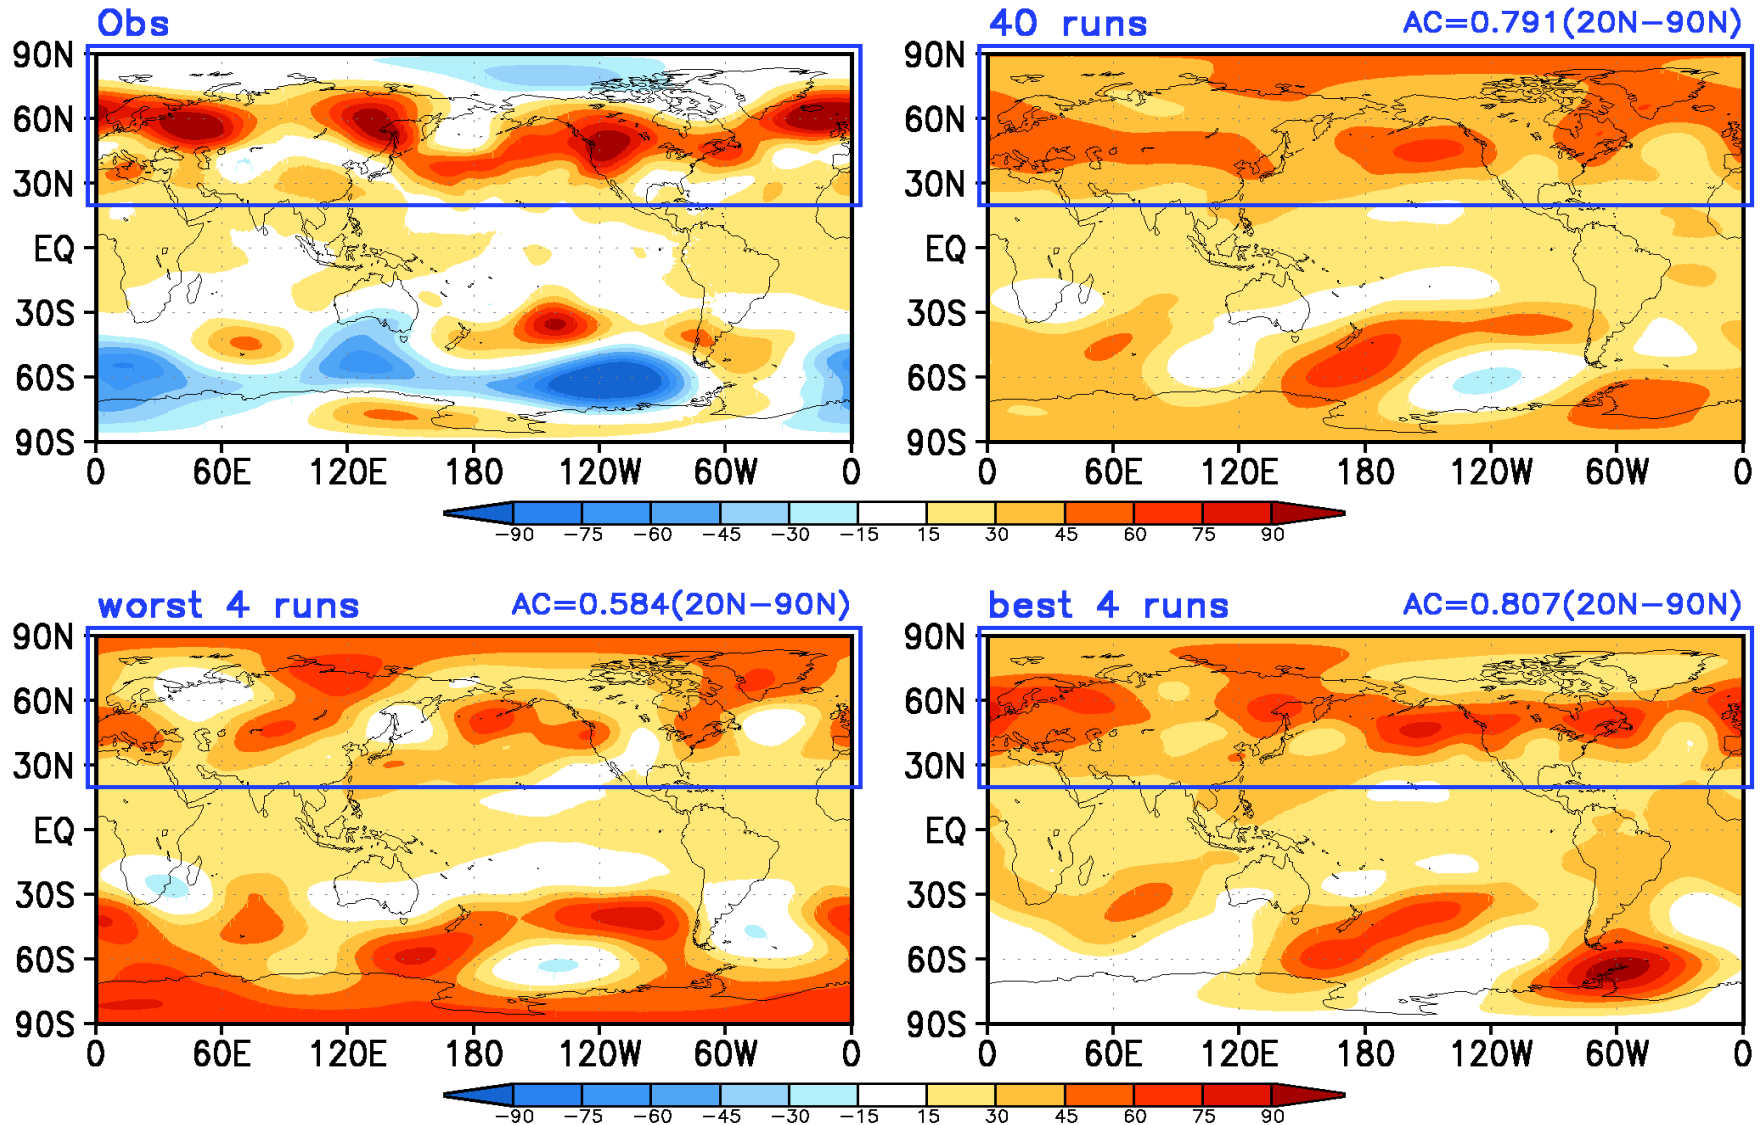 Obs
40 runs AC=0.791(20N−90N)
90N 90N
60N 60N
30N 30N
EQ EQ
30S 30S
60S 60S
90S 90S
0 60E 120E 180 120W 60W 0 0 60E 120E 180 120W 60W 0
−90 −75 −60 −45 −30 −15 15 30 45 60 75 90
worst 4 runs AC=0.584(20N−90N) best 4 runs AC=0.807(20N−90N)
90N 90N
60N 60N
30N 30N
EQ EQ
30S 30S
60S 60S
90S 90S
0 60E 120E 180 120W 60W 0 0 60E 120E 180 120W 60W 0
−90 −75 −60 −45 −30 −15 15 30 45 60 75 90